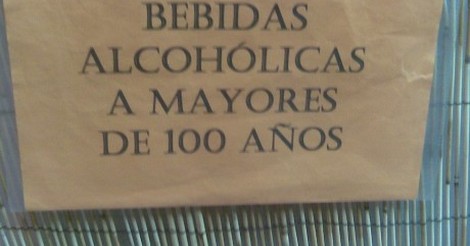 BEBIDAS
ALCOHÓLICAS
A MAYORES
DE 100 AÑOS